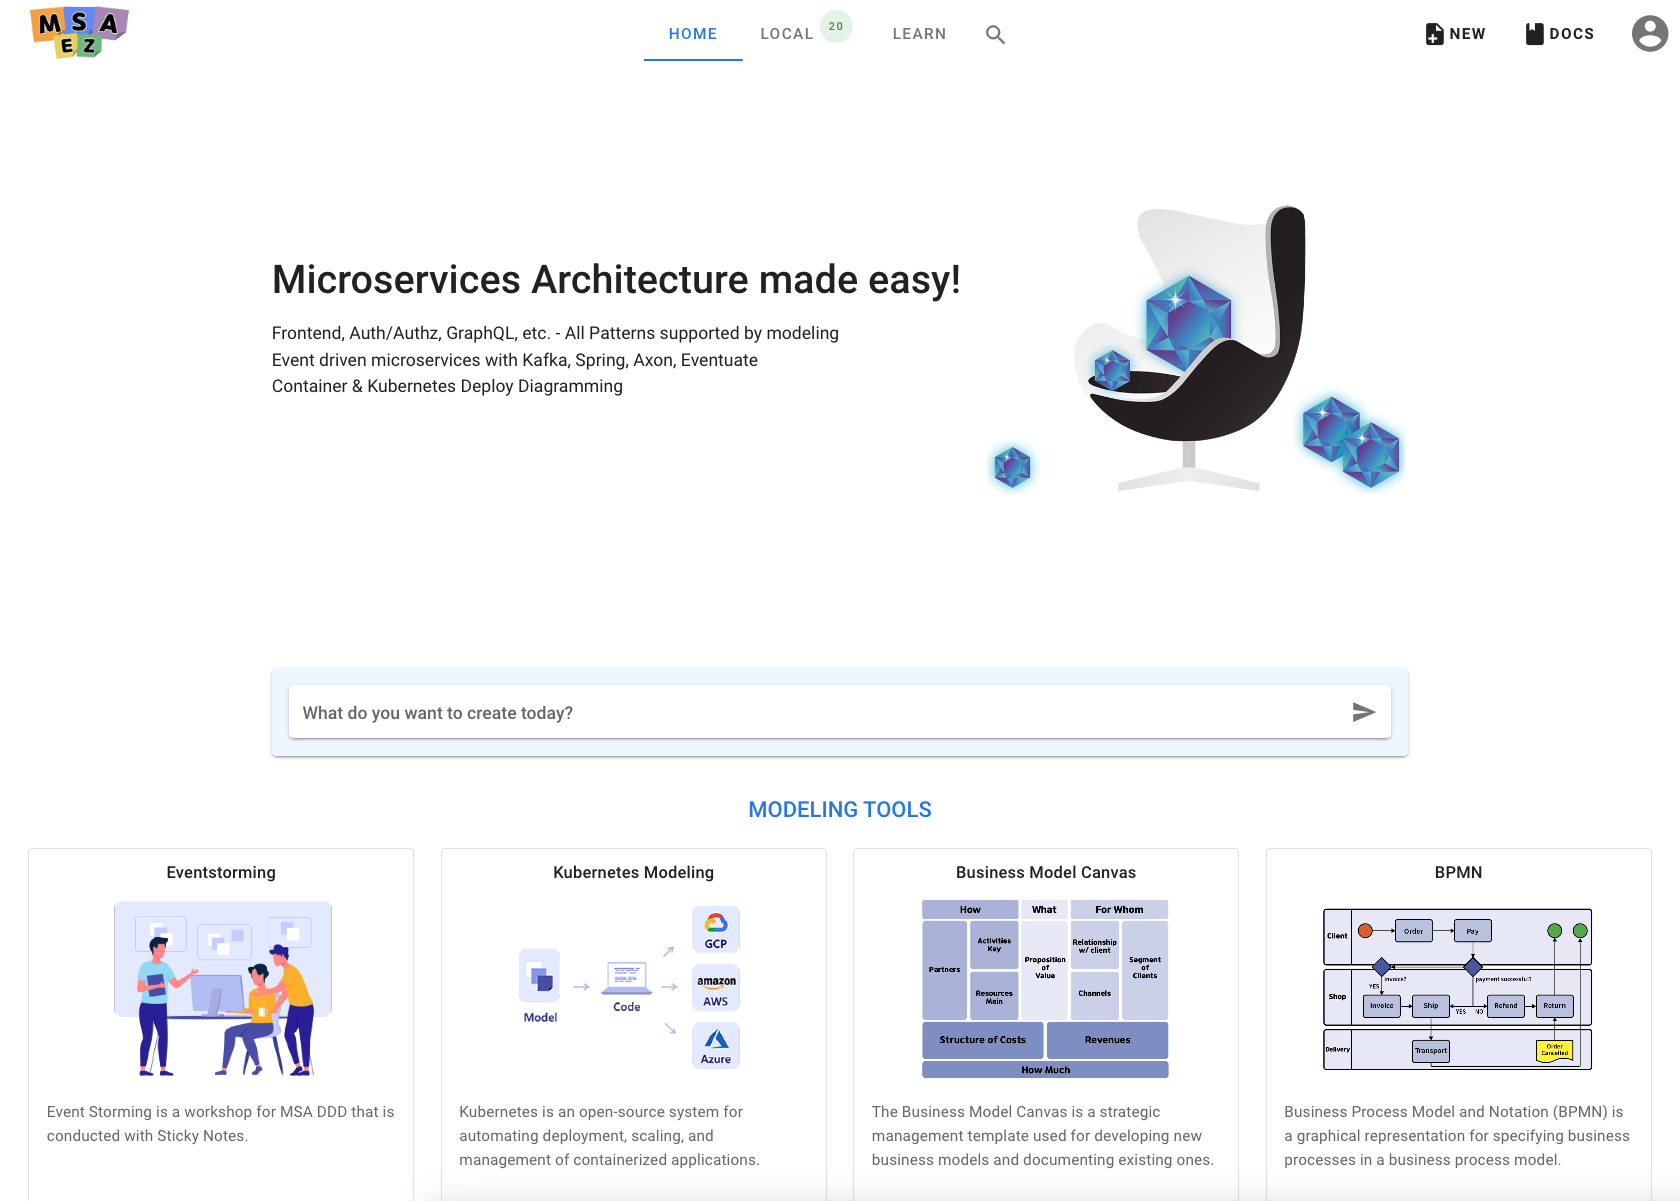 MSA
EZ
HOME
LOCAL
20
LEARN
NEW
DOCS
Microservices Architecture made easy!
Frontend, Auth/Authz, GraphQL, etc. - All Patterns supported by modeling
Event driven microservices with Kafka, Spring, Axon, Eventuate
Container & Kubernetes Deploy Diagramming
What do you want to create today?
MODELING TOOLS
Eventstorming
Event Storming is a workshop for MSA DDD that is
conducted with Sticky Notes.
Kubernetes Modeling
Model
Code
GCP
amazon
AWS
Azure
Kubernetes is an open-source system for
automating deployment, scaling, and
management of containerized applications.
Business Model Canvas
How
What
For Whom
Partners
Activities
Key
Resources
Main
Proposition
of
Value
Relationship
w/ client
Channels
Segment
of
Clients
Structure of Costs
Revenues
How Much
The Business Model Canvas is a strategic
management template used for developing new
business models and documenting existing ones.
BPMN
Client
Order
Pay
invoice?
payment successful?
YES
Shop
Invoice
Ship
YES
NO
Refund
Return
Delivery
Transport
Order
Cancelled
Business Process Model and Notation (BPMN) is
a graphical representation for specifying business
processes in a business process model.